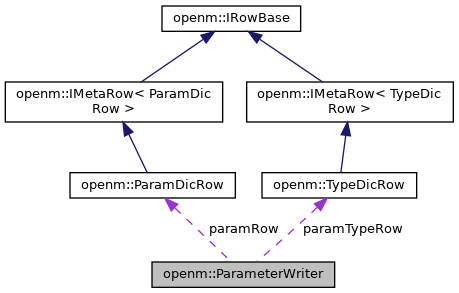 openm::IRowBase
openm::IMetaRow< ParamDic
Row >
openm::IMetaRow< TypeDic
Row >
openm::ParamDicRow
openm::TypeDicRow
paramRow
paramTypeRow
openm::ParameterWriter